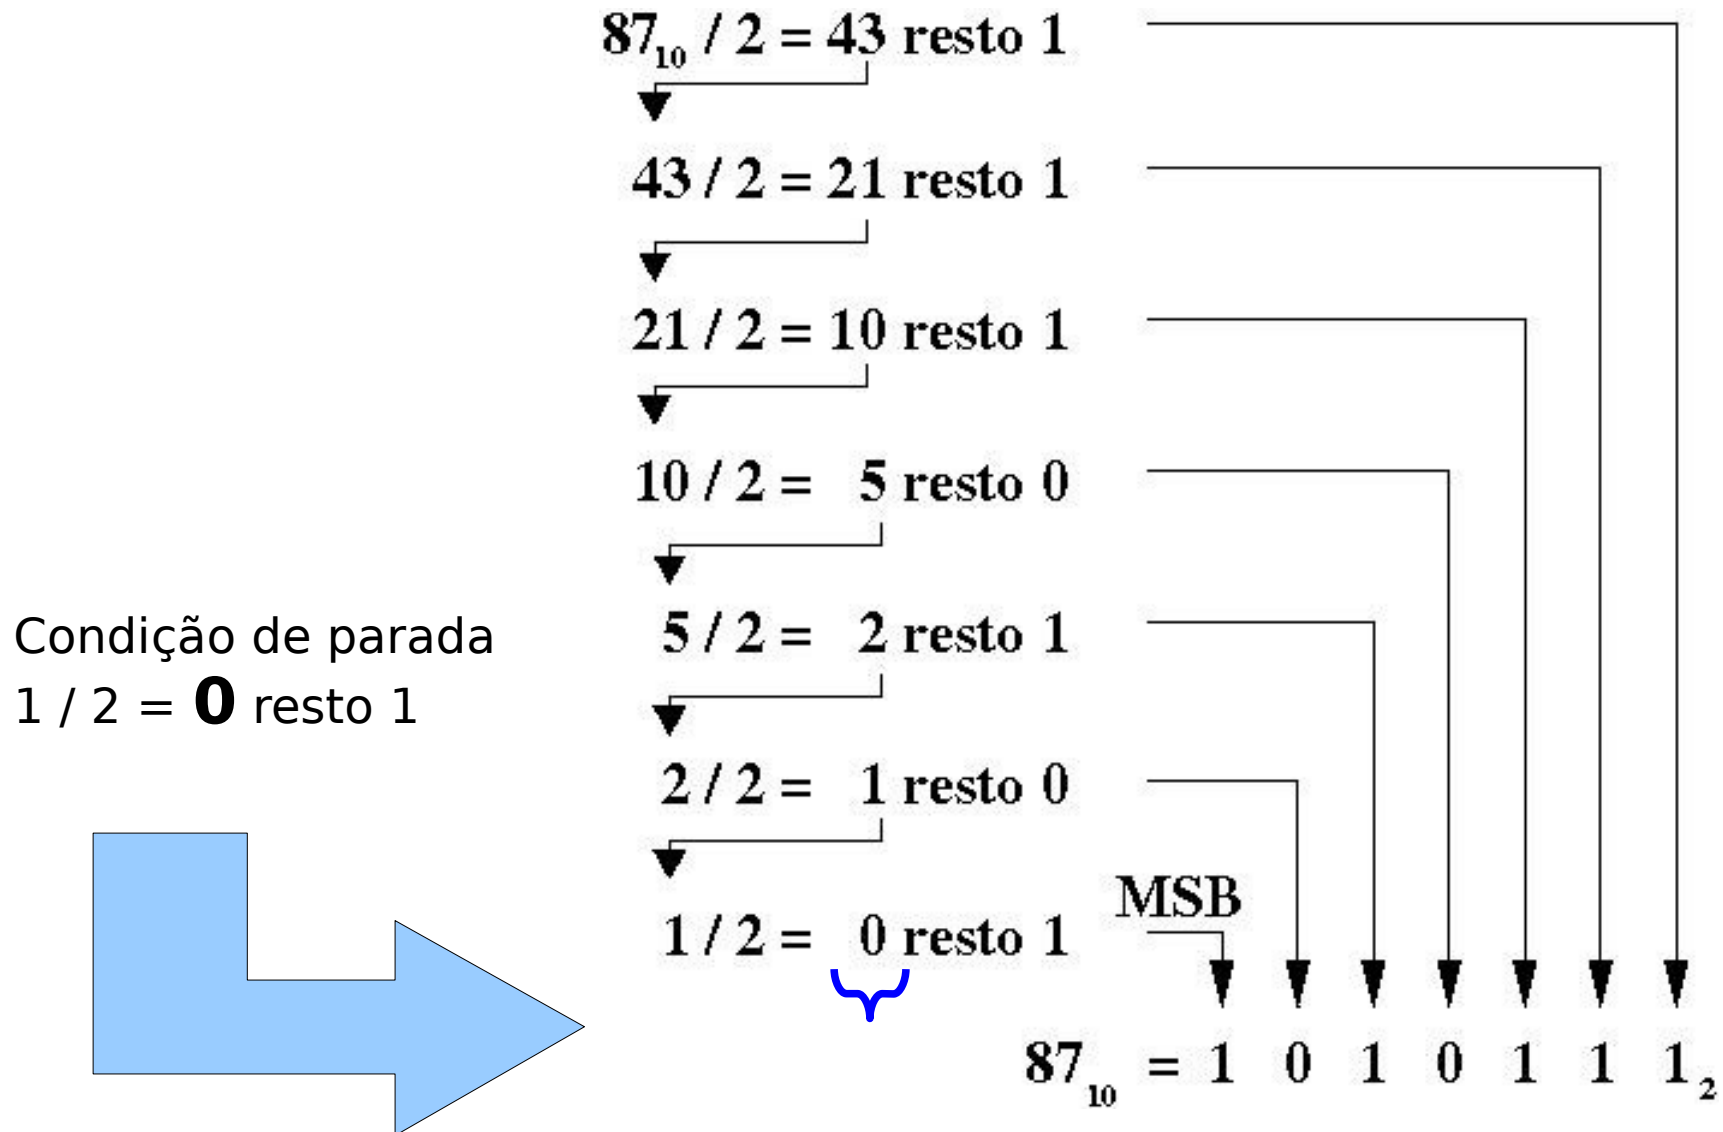 87₁₀ / 2 = 43 resto 1
43 / 2 = 21 resto 1
21 / 2 = 10 resto 1
10 / 2 = 5 resto 0
5 / 2 = 2 resto 1
Condição de parada
1 / 2 = 0 resto 1
2 / 2 = 1 resto 0
MSB
1 / 2 = 0 resto 1
87₁₀ = 1 0 1 0 1 1 1₂